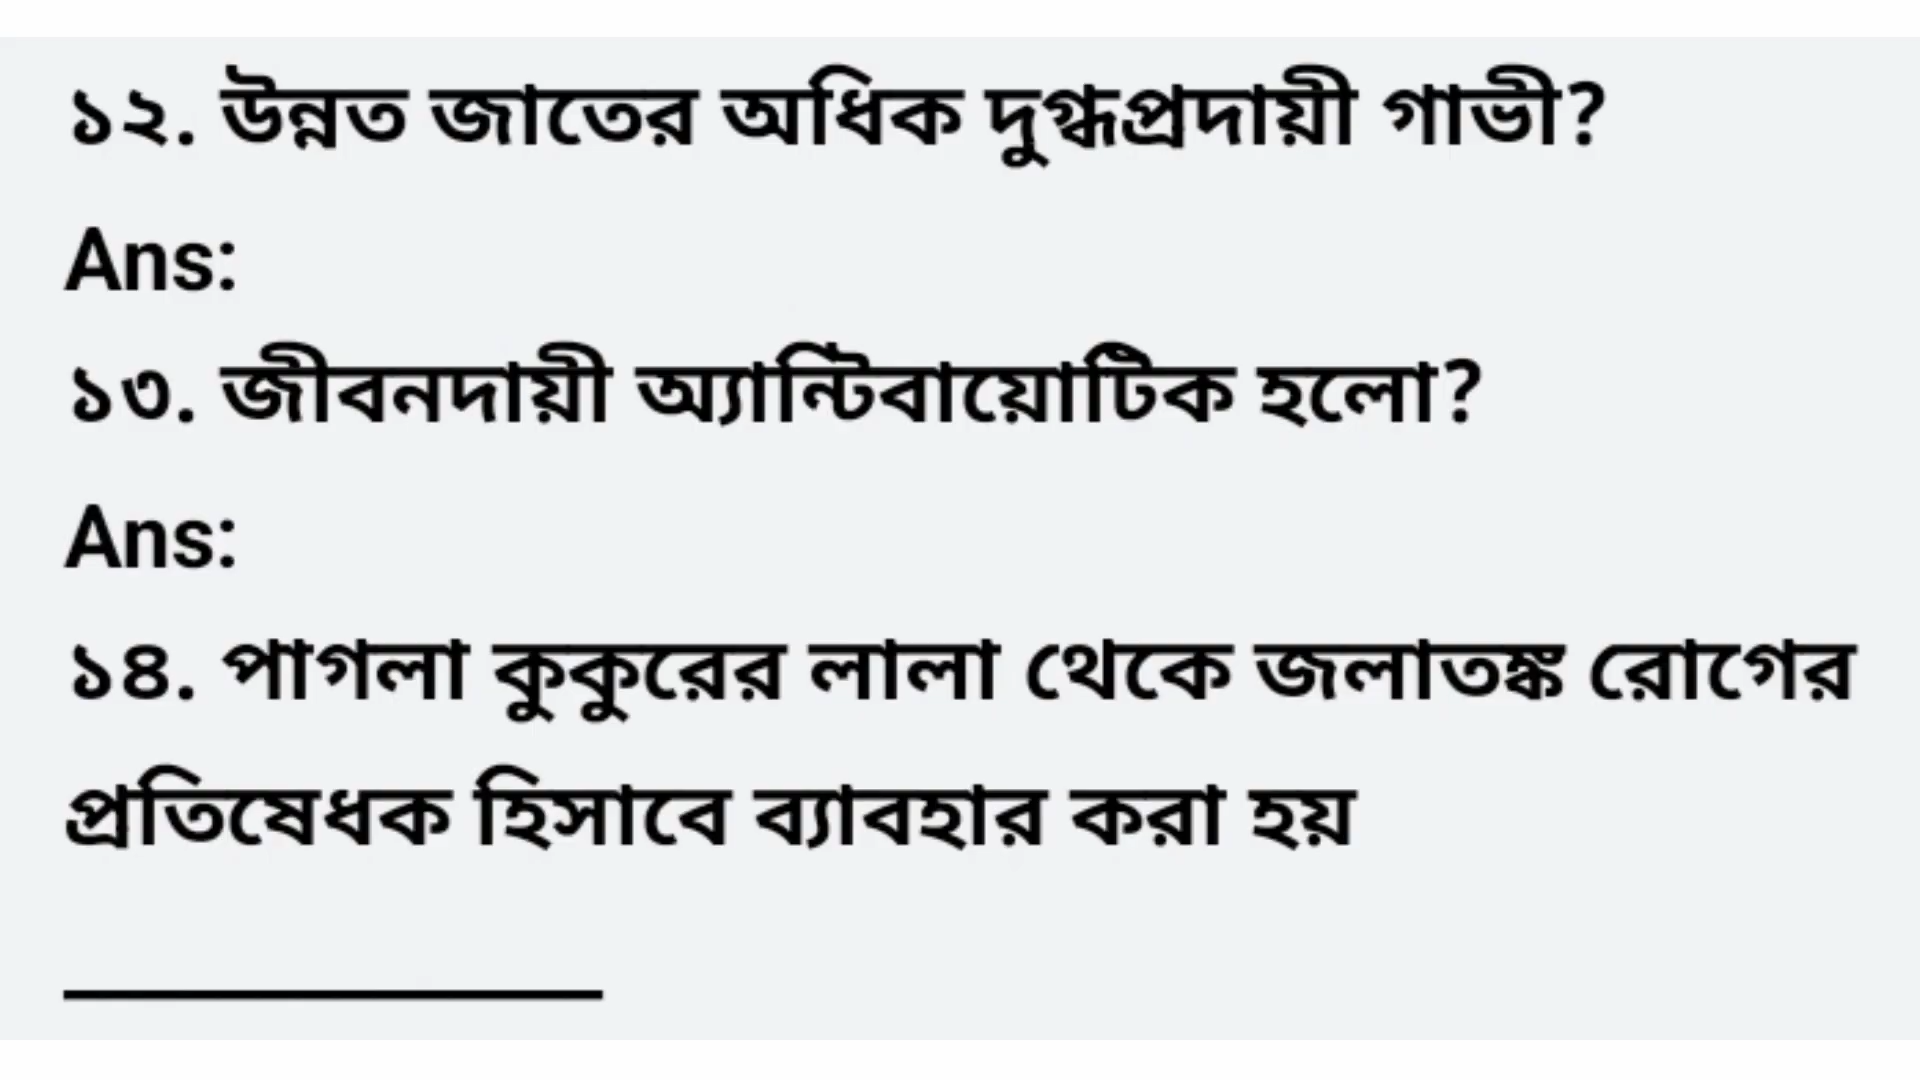 ১২. উন্নত জাতের অধিক দুগ্ধপ্রদায়ী গাভী?
Ans:
১৩. জীবনদায়ী অ্যান্টিবায়োটিক হলো?
Ans:
১৪. পাগলা কুকুরের লালা থেকে জলাতঙ্ক রোগের
প্রতিষেধক হিসাবে ব্যাবহার করা হয়
__________